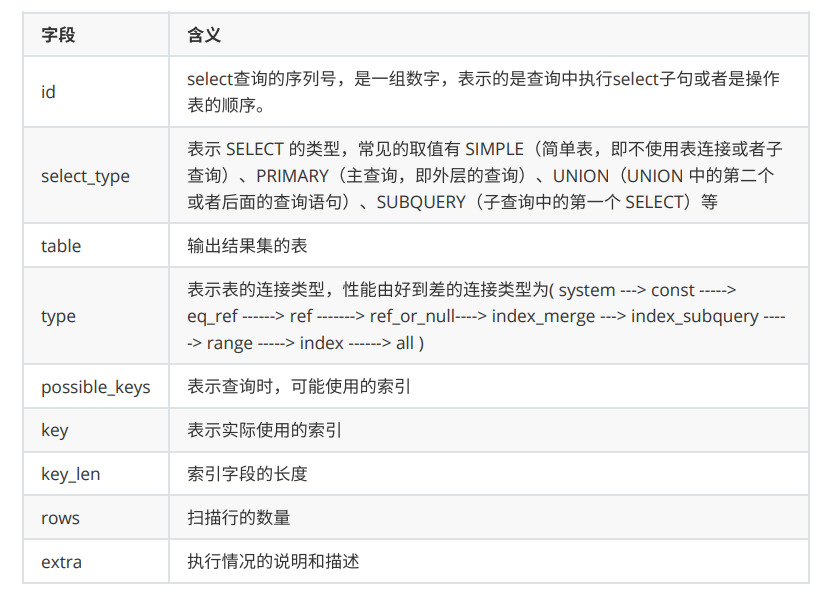 字段 含义
id
select查询的序列号，是一组数字，表示的是查询中执行select子句或者是操作
表的顺序。
select_type
表示 SELECT 的类型，常见的取值有 SIMPLE（简单表，即不使用表连接或者子
查询）、PRIMARY（主查询，即外层的查询）、UNION（UNION 中的第二个
或者后面的查询语句）、SUBQUERY（子查询中的第一个 SELECT）等
table 输出结果集的表
type
表示表的连接类型，性能由好到差的连接类型为( system ---> const ----->
eq_ref ------> ref -------> ref_or_null----> index_merge ---> index_subquery ----
-> range -----> index ------> all )
possible_keys 表示查询时，可能使用的索引
key 表示实际使用的索引
key_len 索引字段的长度
rows 扫描行的数量
extra 执行情况的说明和描述